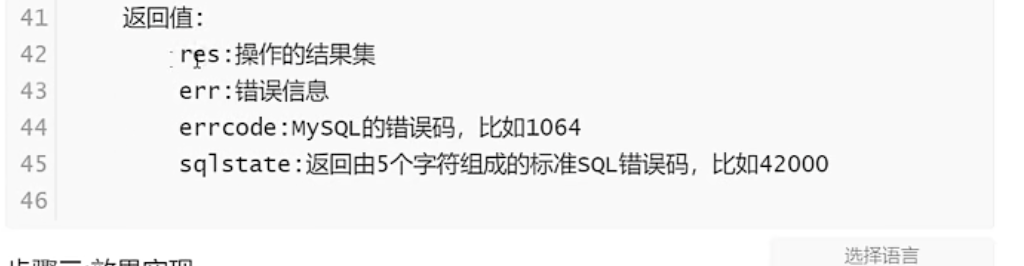 41 返回值:
42 res:操作的结果集
43 err:错误信息
44 errcode:MySQL的错误码，比如1064
45 sqlstate:返回由5个字符组成的标准SQL错误码，比如42000
46
选择语言